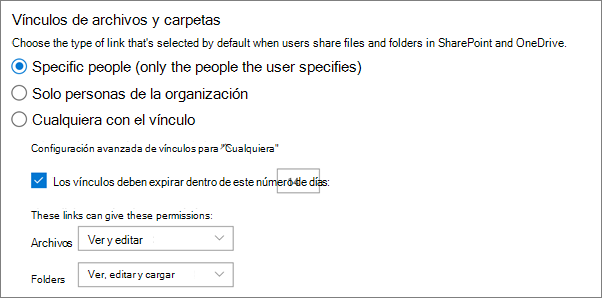 Vínculos de archivos y carpetas
Choose the type of link that's selected by default when users share files and folders in SharePoint and OneDrive.
Specific people (only the people the user specifies)
Solo personas de la organización
Cualquiera con el vínculo
Configuración avanzada de vínculos para "Cualquiera"
Los vínculos deben expirar dentro de este número de días:
These links can give these permissions:
Archivos Ver y editar
Folders Ver, editar y cargar